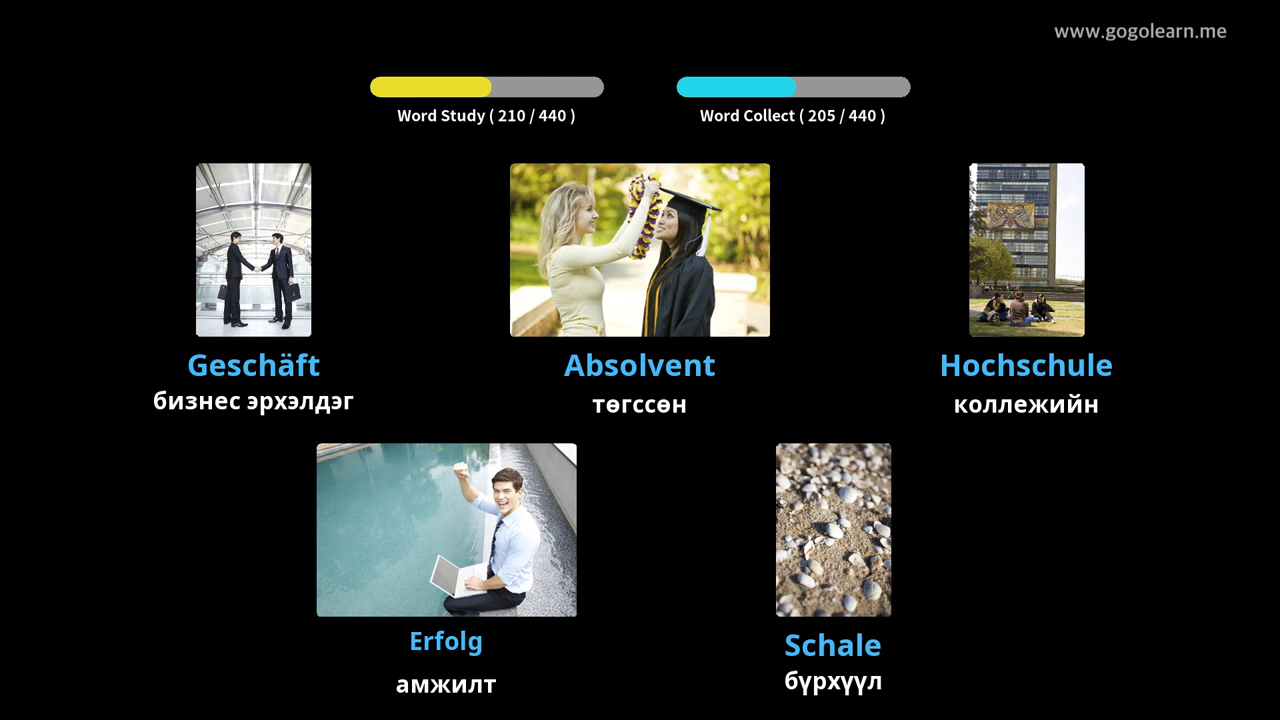 www.gogolearn.me
Word Study ( 210 / 440 )
Word Collect ( 205 / 440 )
Geschäft
бизнес эрхэлдэг
Absolvent
төгссөн
Hochschule
коллежийн
Erfolg
амжилт
Schale
бүрхүүл